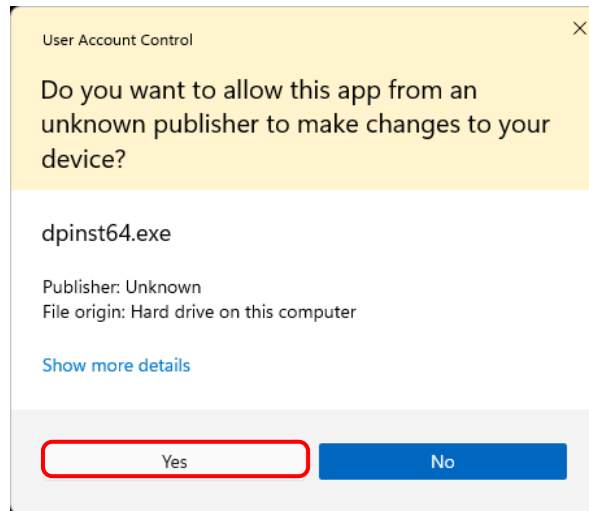 User Account Control
Do you want to allow this app from an
unknown publisher to make changes to your
device?
dpinst64.exe
Publisher: Unknown
File origin: Hard drive on this computer
Show more details
Yes
No